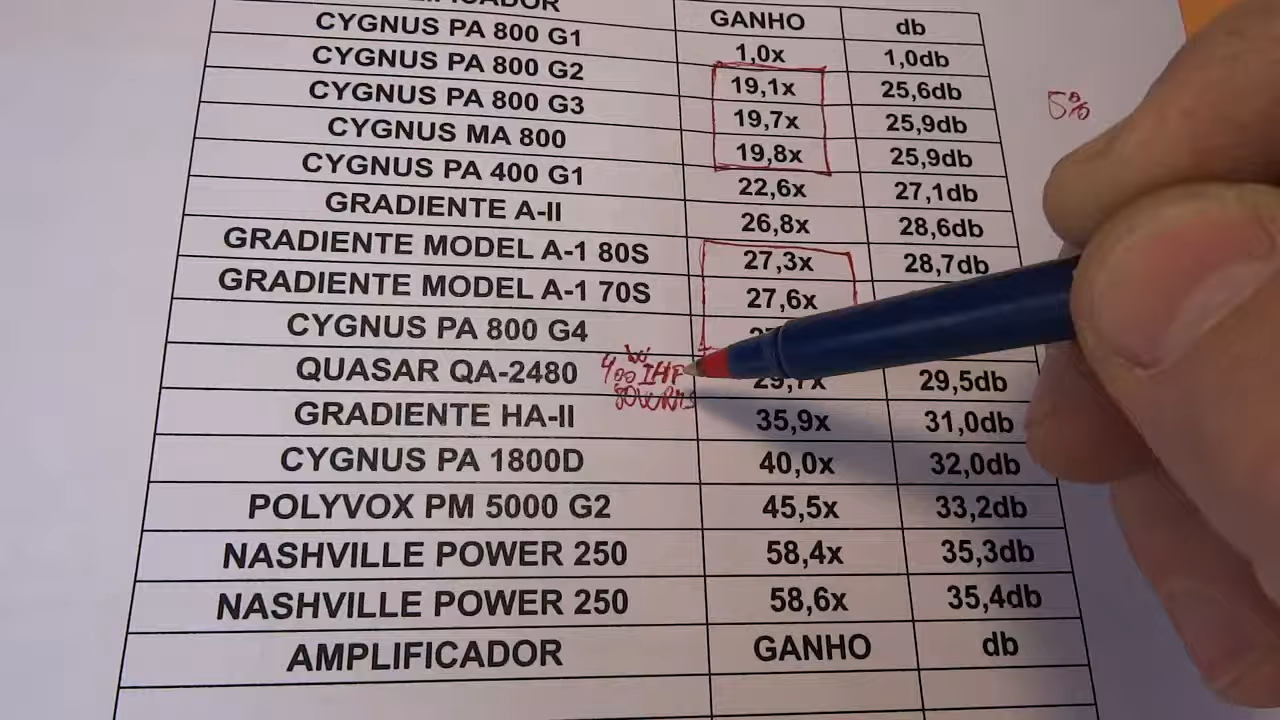 GANHO db
CYGNUS PA 800 G1 1,0x 1,0db
CYGNUS PA 800 G2 19,1x 25,6db
CYGNUS PA 800 G3 19,7x 25,9db
5%
CYGNUS MA 800 19,8x 25,9db
CYGNUS PA 400 G1 22,6x 27,1db
GRADIENTE A-II 26,8x 28,6db
GRADIENTE MODEL A-1 80S 27,3x 28,7db
GRADIENTE MODEL A-1 70S 27,6x
CYGNUS PA 800 G4
QUASAR QA-2480 400 W IHF 29,7x 29,5db
80WRMS
GRADIENTE HA-II 35,9x 31,0db
CYGNUS PA 1800D 40,0x 32,0db
POLYVOX PM 5000 G2 45,5x 33,2db
NASHVILLE POWER 250 58,4x 35,3db
NASHVILLE POWER 250 58,6x 35,4db
AMPLIFICADOR GANHO db